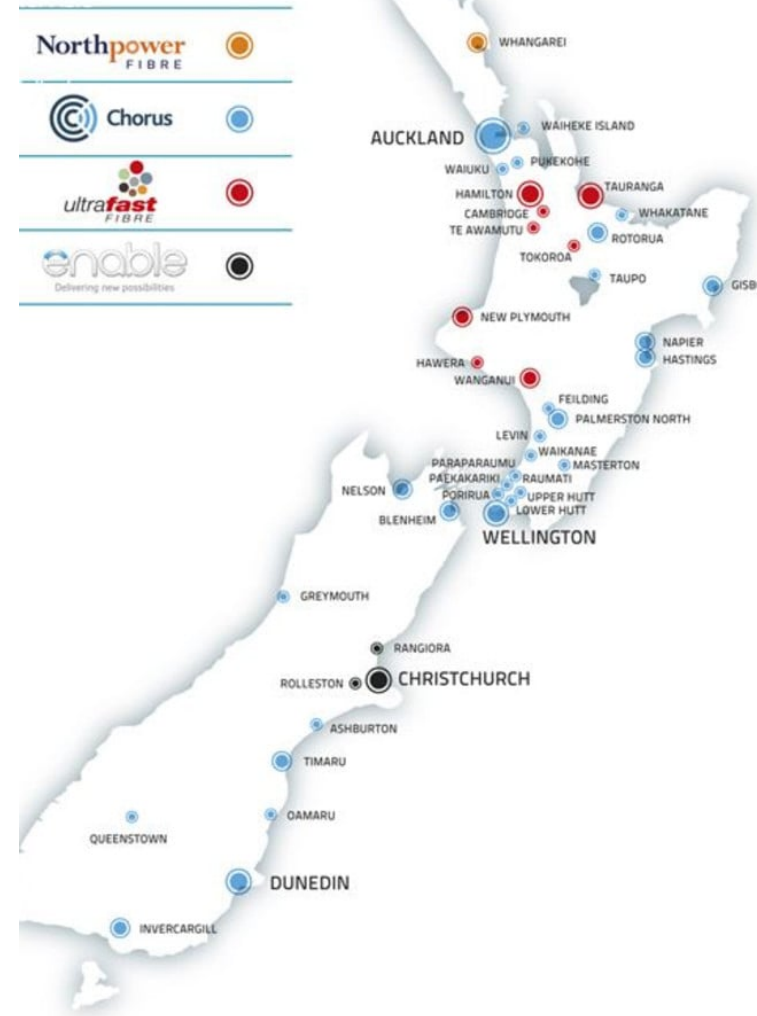 Northpower
FIBRE
Chorus
ultrafast
FIBRE
enable
Delivering new possibilities
WHANGAREI
AUCKLAND
WAIHEKE ISLAND
PUKEKOHE
WAIUKU
HAMILTON
TAURANGA
CAMBRIDGE
WHAKATANE
TE AWAMUTU
ROTORUA
TOKOROA
TAUPO
GISB
NEW PLYMOUTH
NAPIER
HASTINGS
HAWERA
WANGANUI
FEILDING
PALMERSTON NORTH
LEVIN
WAIKANAE
PARAPARAUMU
MASTERTON
PAEKAKARIKI
RAUMATI
NELSON
PORIRUA
UPPER HUTT
LOWER HUTT
BLENHEIM
WELLINGTON
GREYMOUTH
RANGIORA
ROLLESTON
CHRISTCHURCH
ASHBURTON
TIMARU
OAMARU
QUEENSTOWN
DUNEDIN
INVERCARGILL